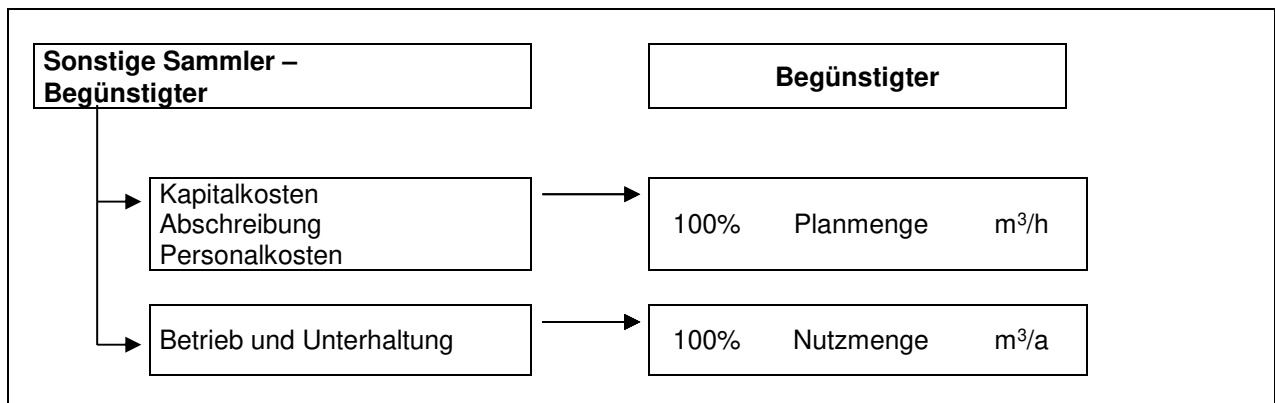 Sonstige Sammler –
Begünstigter
Begünstigter
Kapitalkosten
Abschreibung
Personalkosten
100% Planmenge m³/h
Betrieb und Unterhaltung
100% Nutzmenge m³/a